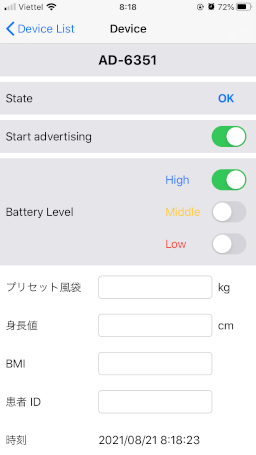 Viettel 8:18 72%
Device List Device
AD-6351
State OK
Start advertising
High
Battery Level Middle
Low
プリセット風袋 kg
身長値 cm
BMI
患者 ID
時刻 2021/08/21 8:18:23